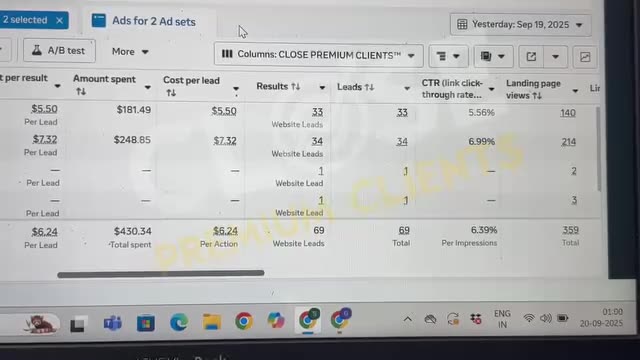 2 selected ×
Ads for 2 Ad sets
Yesterday: Sep 19, 2025
A/B test
More
Columns: CLOSE PREMIUM CLIENTS™
t per result
Amount spent ↑↓
Cost per lead ↑↓
Results ↑↓
Leads ↑↓
CTR (link click-through rate...
Landing page views ↑↓
Lin
$5.50 Per Lead
$181.49
$5.50
33 Website Leads
33
5.56%
140
$7.32 Per Lead
$248.85
$7.32
34 Website Leads
34
6.99%
214
— Per Lead
—
—
1 Website Lead
1
—
2
— Per Lead
—
—
1 Website Lead
1
—
3
$6.24 Per Lead
$430.34 Total spent
$6.24 Per Action
69 Website Leads
69 Total
6.39% Per Impressions
359 Total
PREMIUM CLIENTS
ENG IN
01:00
20-09-2025